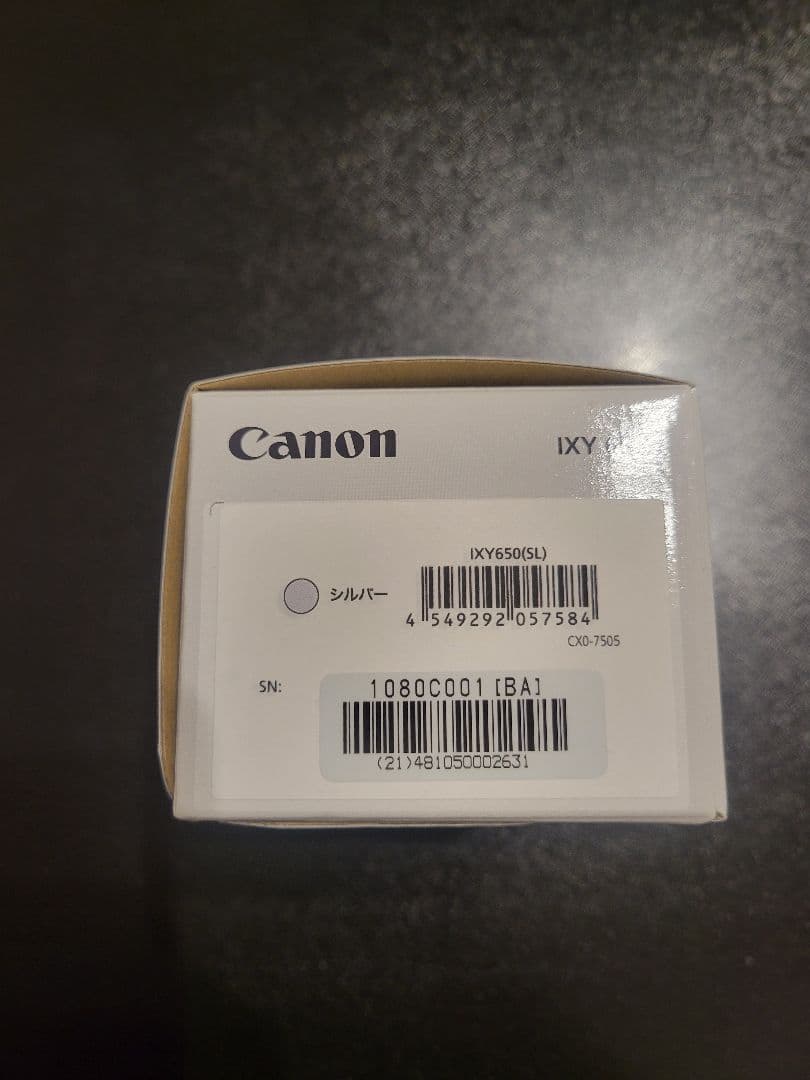 Canon
IXY
IXY650(SL)
シルバー
4 549292 057584
CX0-7505
SN:
1080C001 [BA]
(21)481050002631